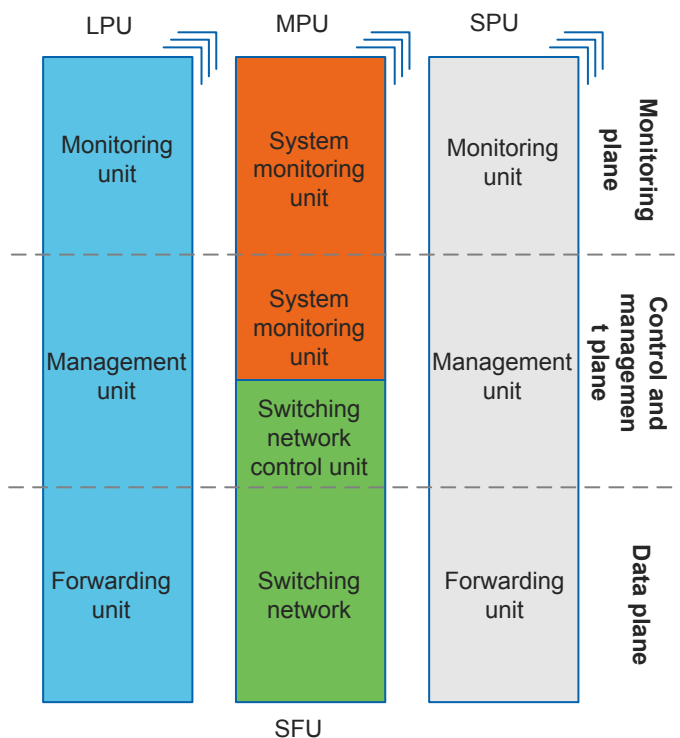 LPU
MPU
SPU
Monitoring
unit
System
monitoring
unit
Monitoring
unit
Monitoring
plane
Management
unit
System
monitoring
unit
Switching
network
control unit
Management
unit
Control and
managemen
t plane
Forwarding
unit
Switching
network
Forwarding
unit
Data plane
SFU